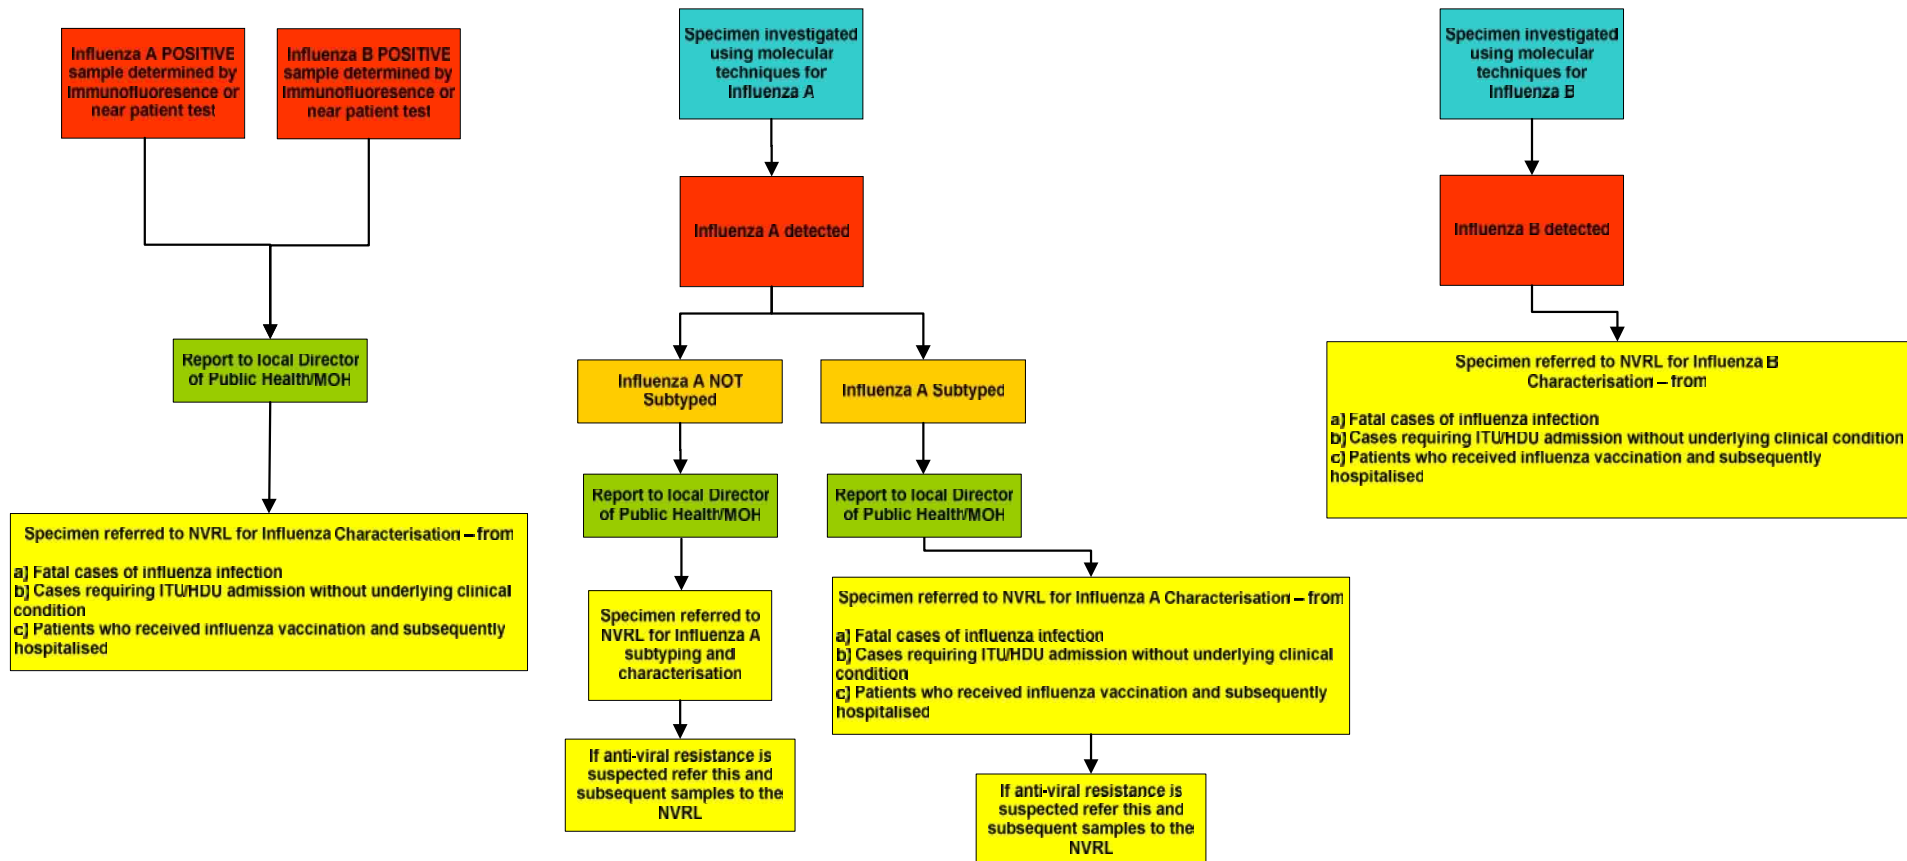 Influenza A POSITIVE
sample determined by
Immunofluoresence or
near patient test
Influenza B POSITIVE
sample determined by
Immunofluoresence or
near patient test
Report to local Director
of Public Health/MOH
Specimen referred to NVRL for Influenza Characterisation – from
a) Fatal cases of influenza infection
b) Cases requiring ITU/HDU admission without underlying clinical
condition
c) Patients who received influenza vaccination and subsequently
hospitalised
Specimen investigated
using molecular
techniques for
Influenza A
Influenza A detected
Influenza A NOT
Subtyped
Report to local Director
of Public Health/MOH
Specimen referred to
NVRL for Influenza A
subtyping and
characterisation
If anti-viral resistance is
suspected refer this and
subsequent samples to the
NVRL
Influenza A Subtyped
Report to local Director
of Public Health/MOH
Specimen referred to NVRL for Influenza A Characterisation – from
a) Fatal cases of influenza infection
b) Cases requiring ITU/HDU admission without underlying clinical
condition
c) Patients who received influenza vaccination and subsequently
hospitalised
If anti-viral resistance is
suspected refer this and
subsequent samples to the
NVRL
Specimen investigated
using molecular
techniques for
Influenza B
Influenza B detected
Specimen referred to NVRL for Influenza B
Characterisation – from
a) Fatal cases of influenza infection
b) Cases requiring ITU/HDU admission without underlying clinical condition
c) Patients who received influenza vaccination and subsequently
hospitalised